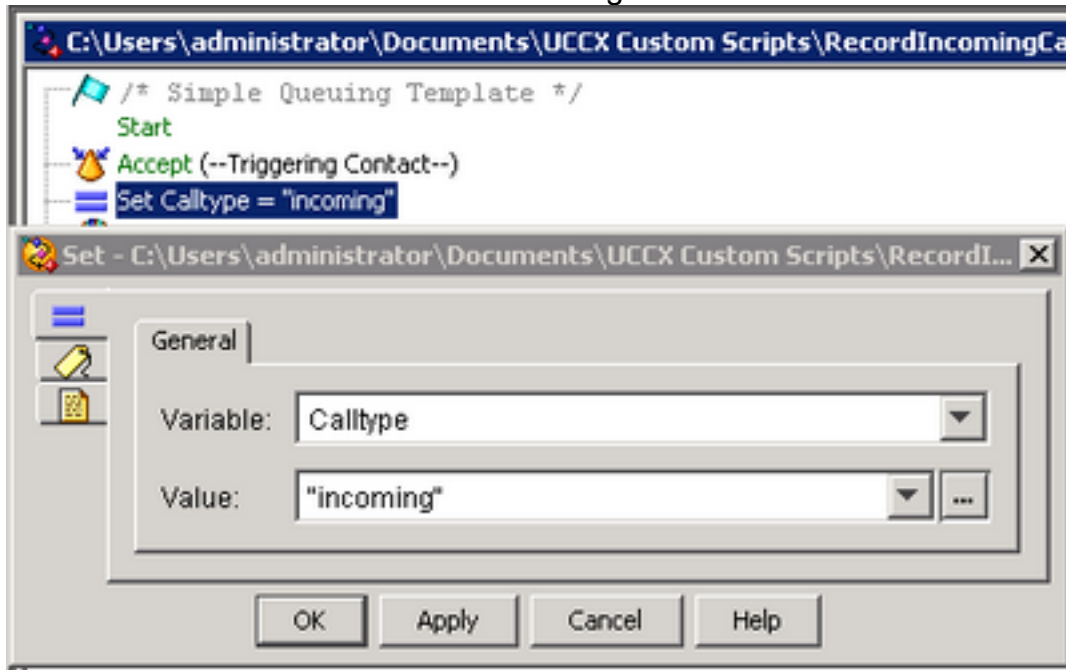 C:\Users\administrator\Documents\UCCX Custom Scripts\RecordIncomingCa
/* Simple Queuing Template */
Start
Accept (--Triggering Contact--)
Set Calltype = "incoming"
Set - C:\Users\administrator\Documents\UCCX Custom Scripts\RecordI...
General
Variable: Calltype
Value: "incoming" ...
OK Apply Cancel Help